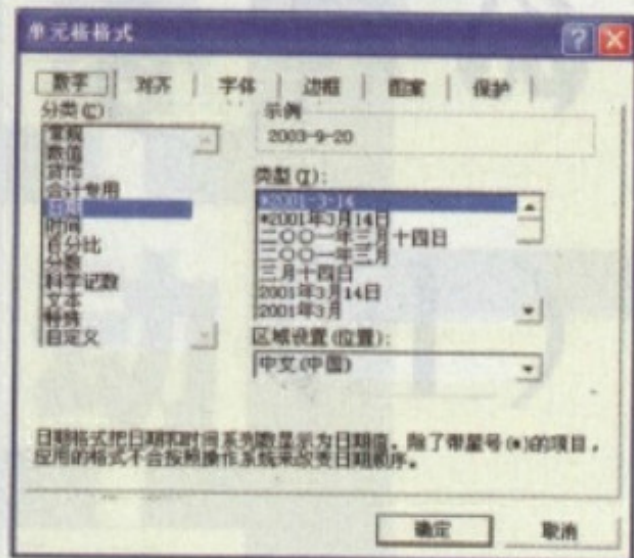 单元格格式
数字 对齐 字体 边框 图案 保护
分类(C):
常规
数值
货币
会计专用
日期
时间
百分比
分数
科学记数
文本
特殊
自定义
示例
2003-9-20
类型(T):
*2001-3-14
*2001年3月14日
二〇〇一年三月十四日
二〇〇一年三月
三月十四日
2001年3月14日
2001年3月
区域设置(位置):
中文(中国)
日期格式把日期和时间系列数显示为日期值。除了带星号(*)的项目，
应用的格式不会按照操作系统来改变日期顺序。
确定 取消